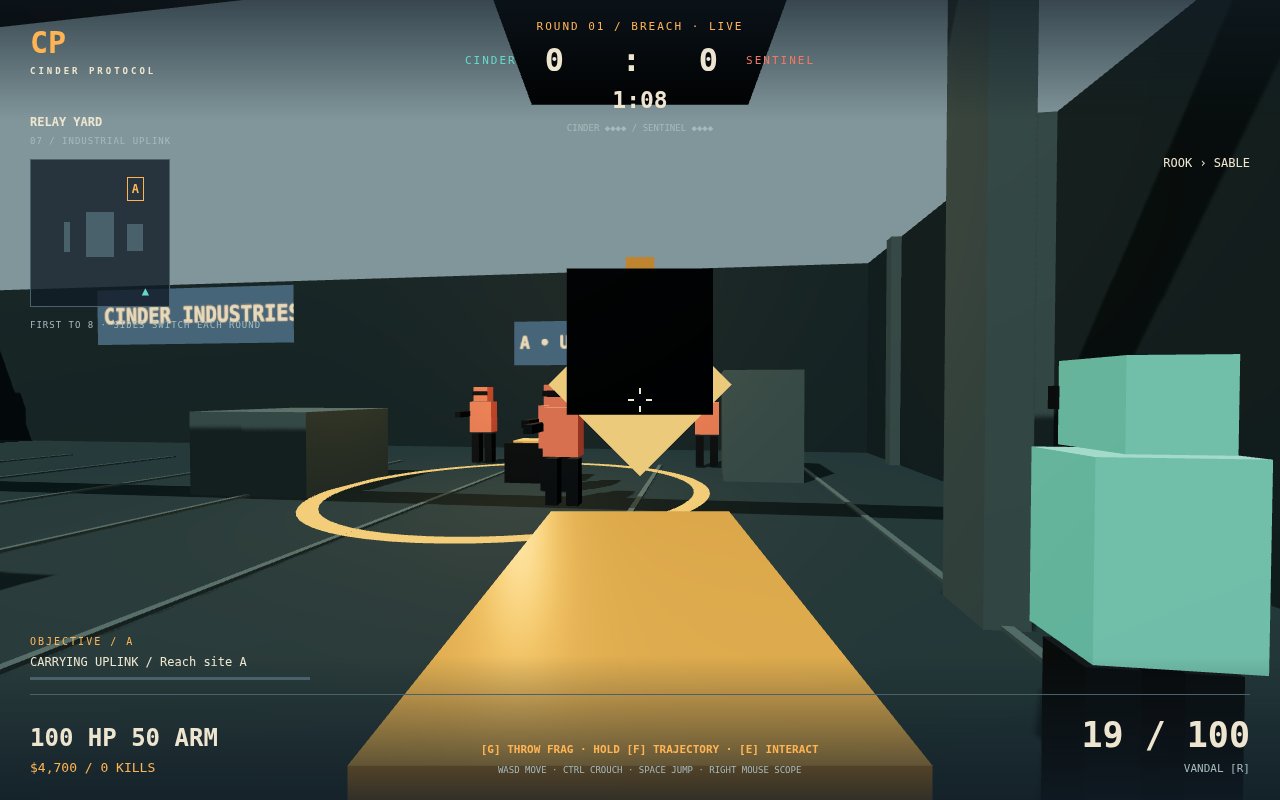 CP
CINDER PROTOCOL
ROUND 01 / BREACH · LIVE
CINDER 0 : 0 SENTINEL
1:08
CINDER ◆◆◆◆ / SENTINEL ◆◆◆◆
RELAY YARD
07 / INDUSTRIAL UPLINK
A
ROOK › SABLE
CINDER INDUSTRIES
FIRST TO 8 · SIDES SWITCH EACH ROUND
A • U
OBJECTIVE / A
CARRYING UPLINK / Reach site A
100 HP 50 ARM
$4,700 / 0 KILLS
[G] THROW FRAG · HOLD [F] TRAJECTORY · [E] INTERACT
WASD MOVE · CTRL CROUCH · SPACE JUMP · RIGHT MOUSE SCOPE
19 / 100
VANDAL [R]